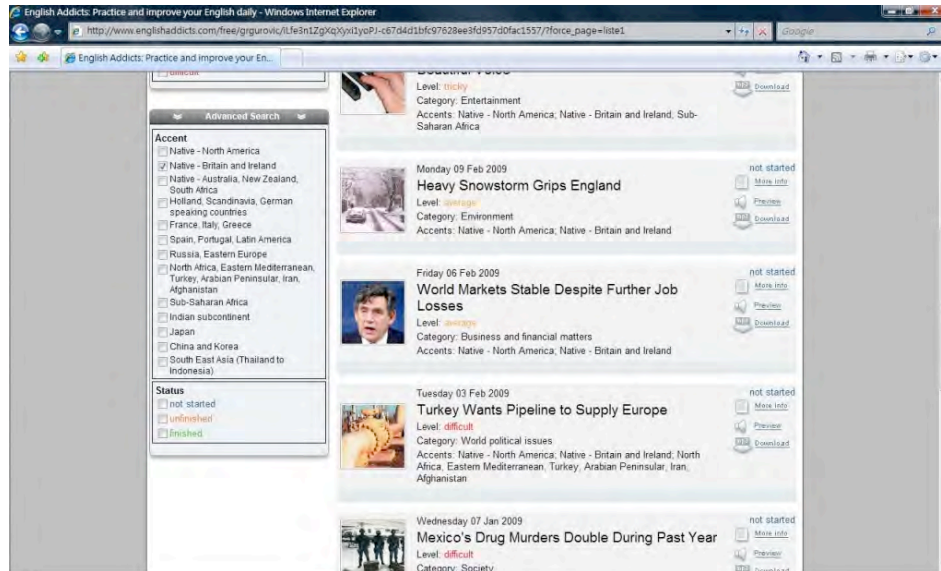 English Addicts: Practice and improve your English daily - Windows Internet Explorer
Google
English Addicts: Practice and improve your En...
difficult
Advanced Search
Accent
Native - North America
Native - Britain and Ireland
Native - Australia, New Zealand,
South Africa
Holland, Scandinavia, German
speaking countries
France, Italy, Greece
Spain, Portugal, Latin America
Russia, Eastern Europe
North Africa, Eastern Mediterranean,
Turkey, Arabian Peninsular, Iran,
Afghanistan
Sub-Saharan Africa
Indian subcontinent
Japan
China and Korea
South East Asia (Thailand to
Indonesia)
Status
not started
unfinished
finished
Beautiful Voice
Level: tricky
Category: Entertainment
Accents: Native - North America; Native - Britain and Ireland, Sub-
Saharan Africa
Download
Monday 09 Feb 2009
Heavy Snowstorm Grips England
Level: average
Category: Environment
Accents: Native - North America; Native - Britain and Ireland
not started
More info
Preview
Download
Friday 06 Feb 2009
World Markets Stable Despite Further Job
Losses
Level: average
Category: Business and financial matters
Accents: Native - North America; Native - Britain and Ireland
not started
More info
Preview
Download
Tuesday 03 Feb 2009
Turkey Wants Pipeline to Supply Europe
Level: difficult
Category: World political issues
Accents: Native - North America; Native - Britain and Ireland; North
Africa, Eastern Mediterranean, Turkey, Arabian Peninsular, Iran,
Afghanistan
not started
More info
Preview
Download
Wednesday 07 Jan 2009
Mexico's Drug Murders Double During Past Year
Level: difficult
Category: Society
not started
More info
Preview
Download